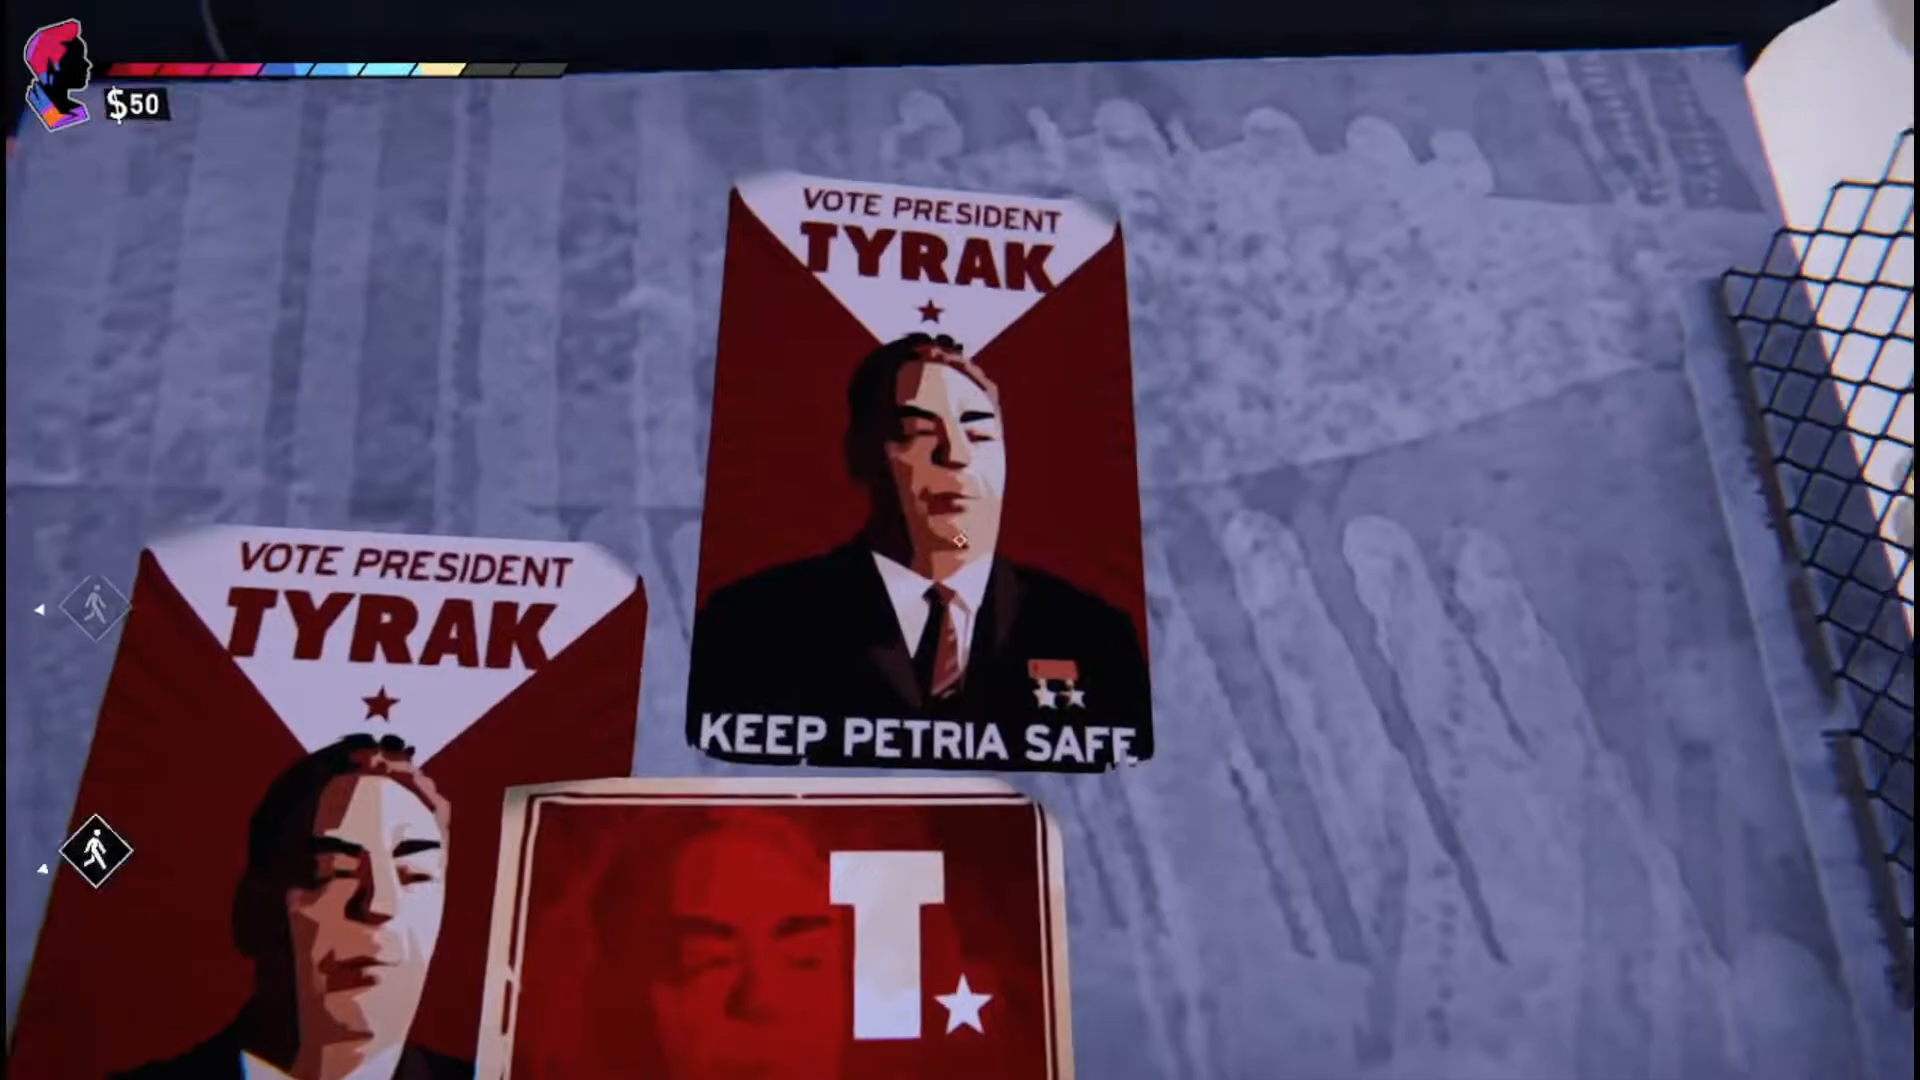 $50
VOTE PRESIDENT
TYRAK
KEEP PETRIA SAFE
VOTE PRESIDENT
TYRAK
T.